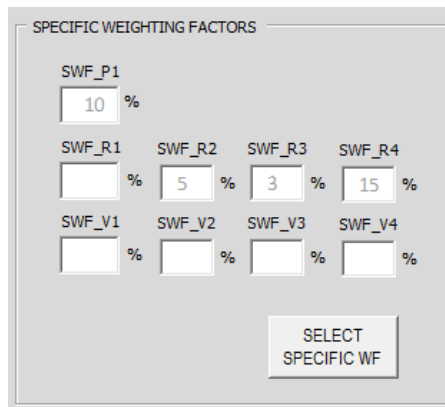 SPECIFIC WEIGHTING FACTORS
SWF_P1
10 %
SWF_R1 SWF_R2 SWF_R3 SWF_R4
% 5 % 3 % 15 %
SWF_V1 SWF_V2 SWF_V3 SWF_V4
% % % %
SELECT
SPECIFIC WF